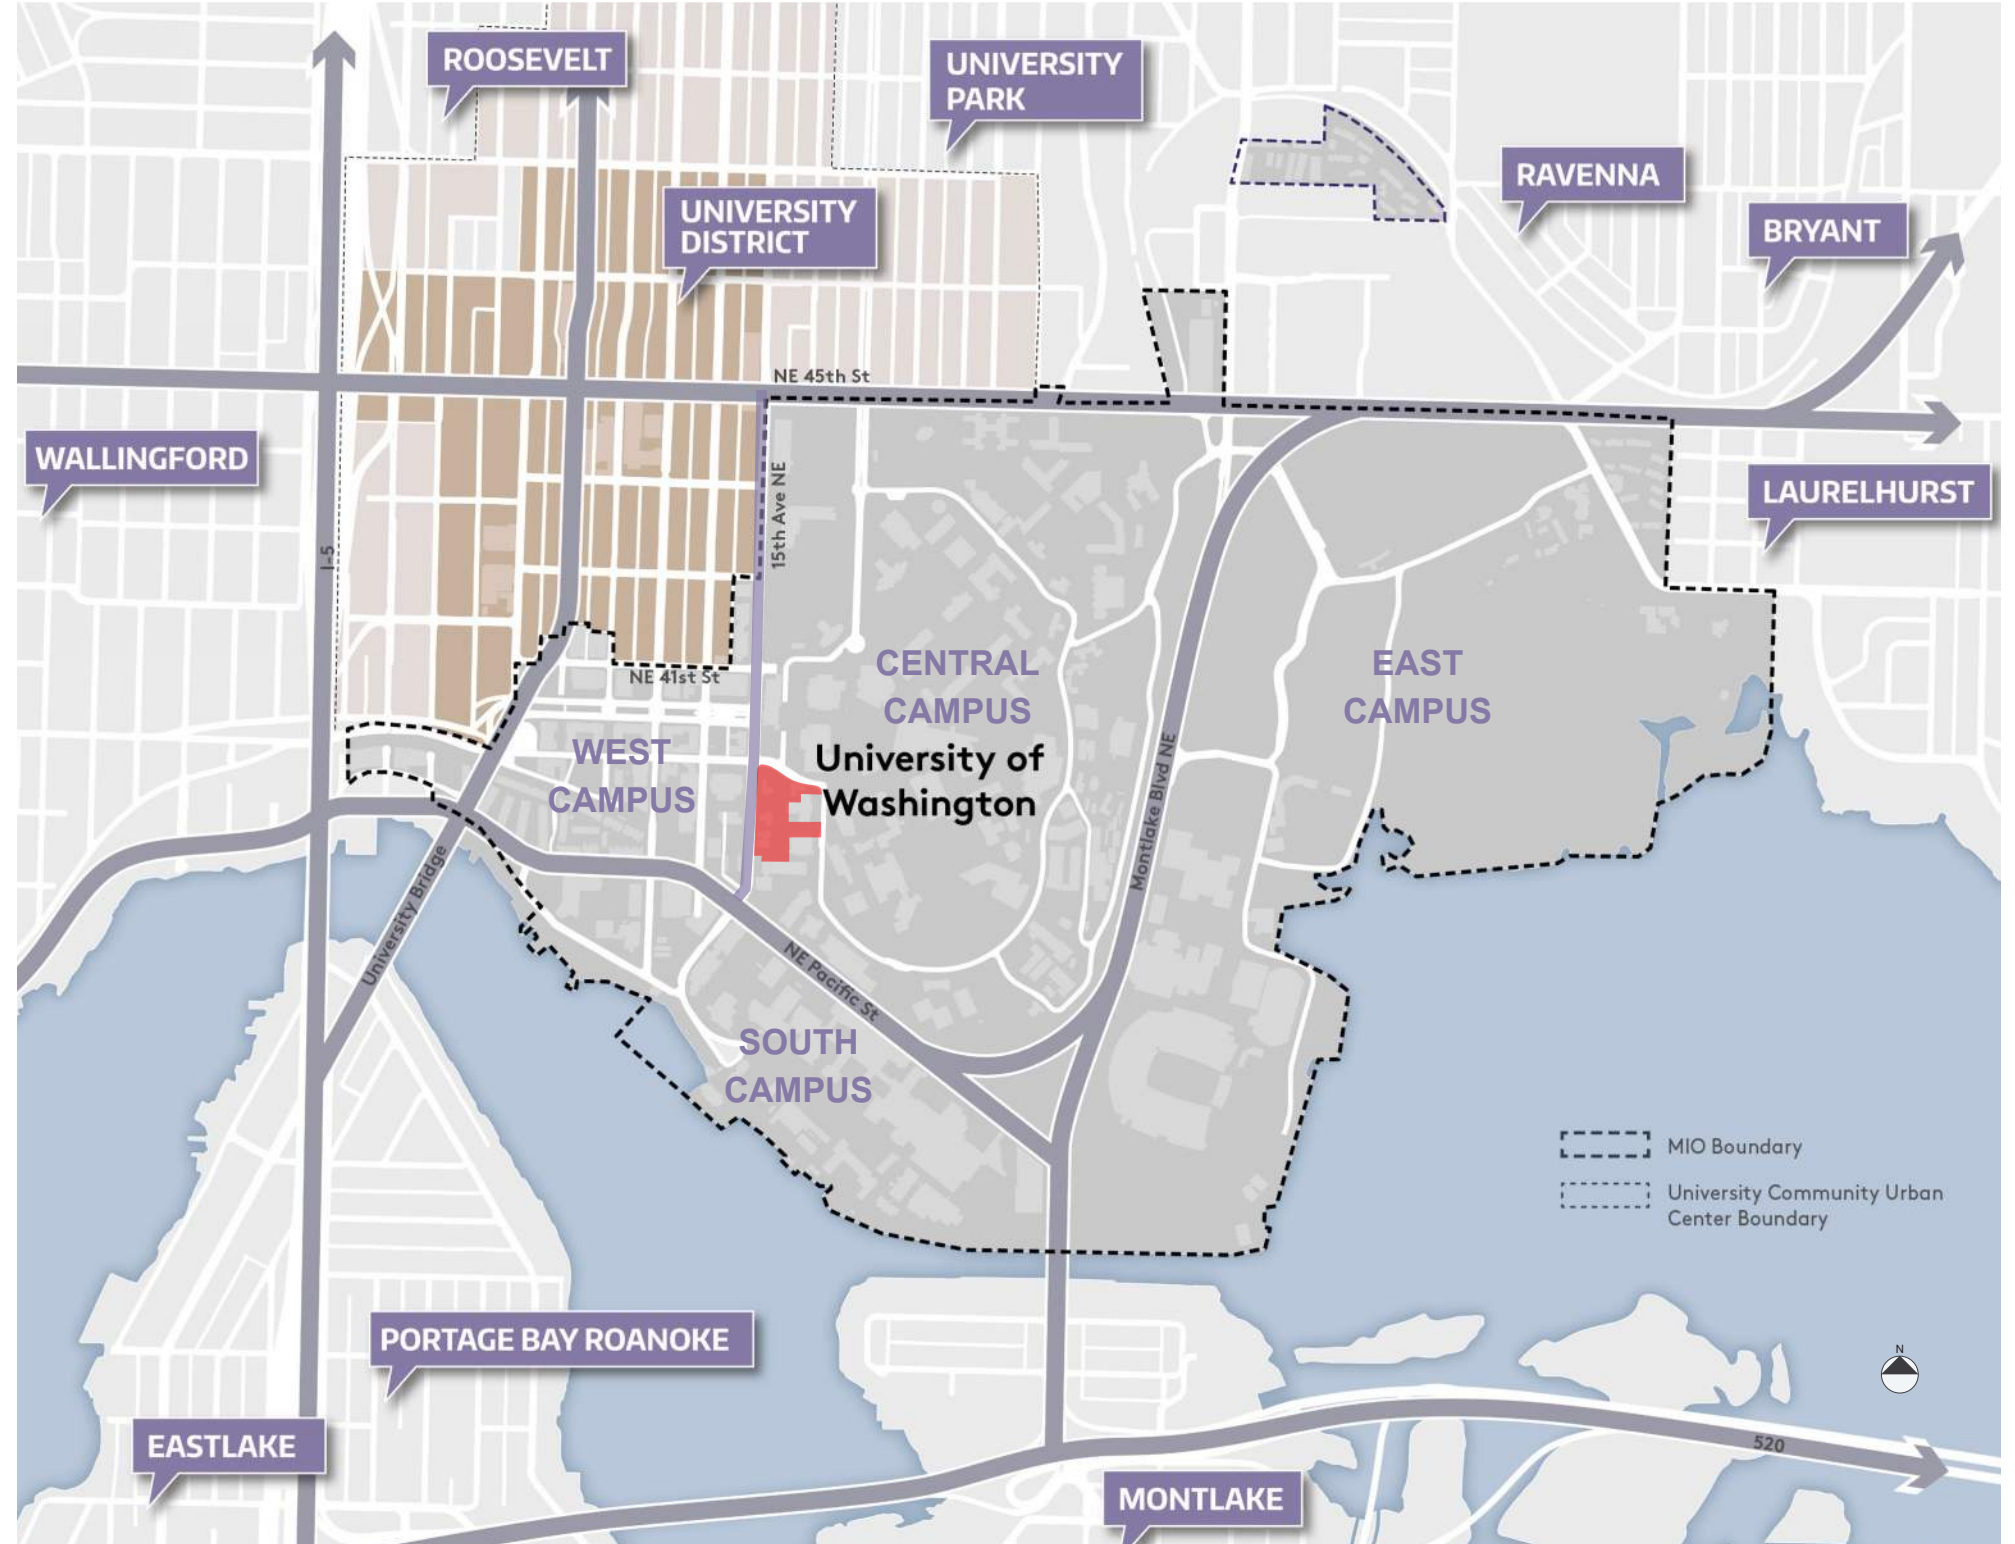 ROOSEVELT
UNIVERSITY
PARK
RAVENNA
UNIVERSITY
DISTRICT
BRYANT
NE 45th St
WALLINGFORD
LAURELHURST
15th Ave NE
I-5
CENTRAL
CAMPUS
EAST
CAMPUS
NE 41st St
WEST
CAMPUS
University of
Washington
Montlake Blvd NE
University Bridge
NE Pacific St
SOUTH
CAMPUS
MIO Boundary
University Community Urban
Center Boundary
PORTAGE BAY ROANOKE
N
EASTLAKE
520
MONTLAKE